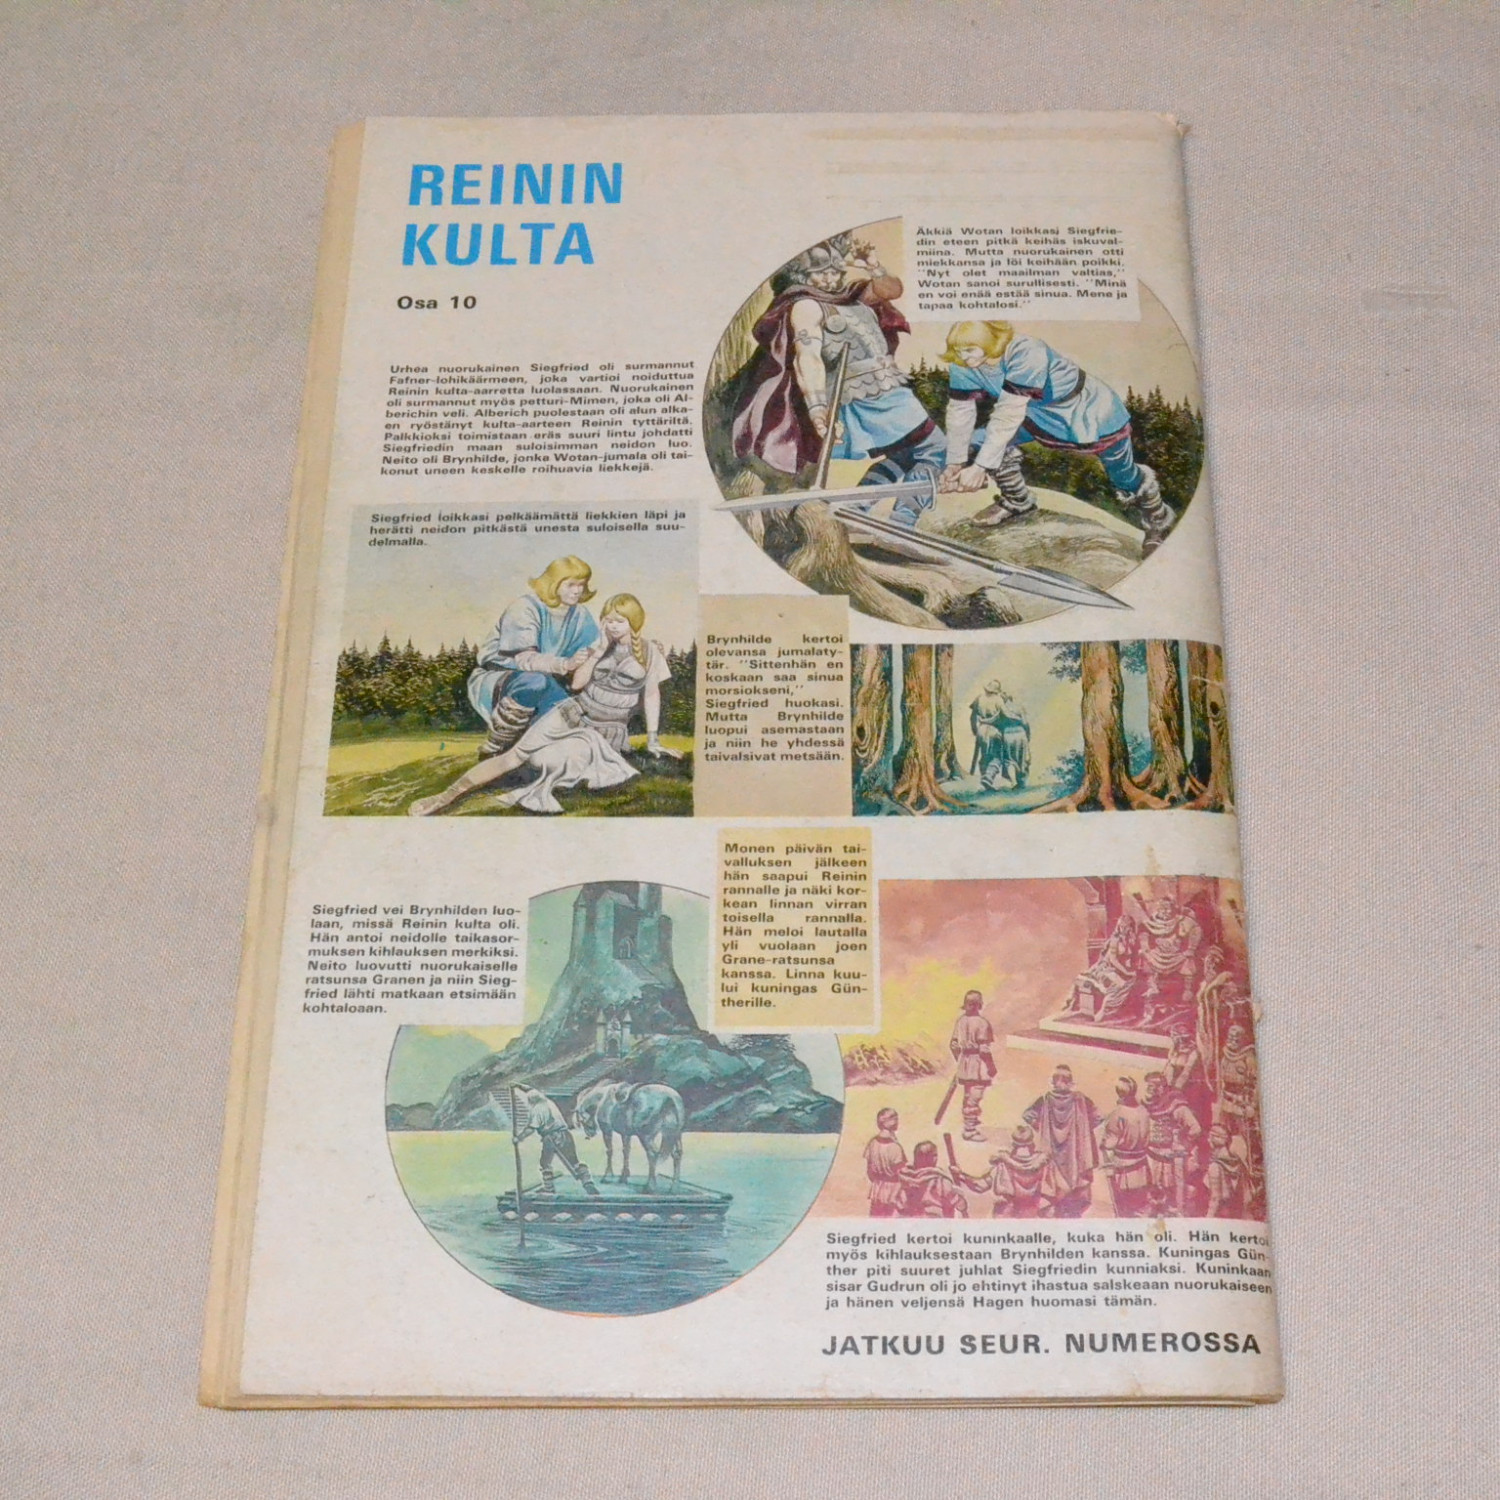 REININ
KULTA
Osa 10
Urhea nuorukainen Siegfried oli surmannut
Fafner-lohikäärmeen, joka vartioi noiduttua
Reinin kulta-aarretta luolassaan. Nuorukainen
oli surmannut myös petturi-Mimen, joka oli Al-
berichin veli. Alberich puolestaan oli alun alka-
en ryöstänyt kulta-aarteen Reinin tyttäriltä.
Palkkioksi toimistaan eräs suuri lintu johdatti
Siegfriedin maan suloisimman neidon luo.
Neito oli Brynhilde, jonka Wotan-jumala oli tai-
konut uneen keskelle roihuavia liekkejä.
Äkkiä Wotan loikkasi Siegfrie-
din eteen pitkä keihäs iskuval-
miina. Mutta nuorukainen otti
miekkansa ja löi keihään poikki.
"Nyt olet maailman valtias,"
Wotan sanoi surullisesti. "Minä
en voi enää estää sinua. Mene ja
tapaa kohtalosi."
Siegfried loikkasi pelkäämättä liekkien läpi ja
herätti neidon pitkästä unesta suloisella suu-
delmalla.
Brynhilde kertoi
olevansa jumalaty-
tär. "Sittenhän en
koskaan saa sinua
morsiokseni,"
Siegfried huokasi.
Mutta Brynhilde
luopui asemastaan
ja niin he yhdessä
taivalsivat metsään.
Siegfried vei Brynhilden luo-
laan, missä Reinin kulta oli.
Hän antoi neidolle taikasor-
muksen kihlauksen merkiksi.
Neito luovutti nuorukaiselle
ratsunsa Granen ja niin Sieg-
fried lähti matkaan etsimään
kohtaloaan.
Monen päivän tai-
valluksen jälkeen
hän saapui Reinin
rannalle ja näki kor-
kean linnan virran
toisella rannalla.
Hän meloi lautalla
yli vuolaan joen
Grane-ratsunsa
kanssa. Linna kuu-
lui kuningas Gün-
therille.
Siegfried kertoi kuninkaalle, kuka hän oli. Hän kertoi
myös kihlauksestaan Brynhilden kanssa. Kuningas Gün-
ther piti suuret juhlat Siegfriedin kunniaksi. Kuninkaan
sisar Gudrun oli jo ehtinyt ihastua salskeaan nuorukaiseen
ja hänen veljensä Hagen huomasi tämän.
JATKUU SEUR. NUMEROSSA